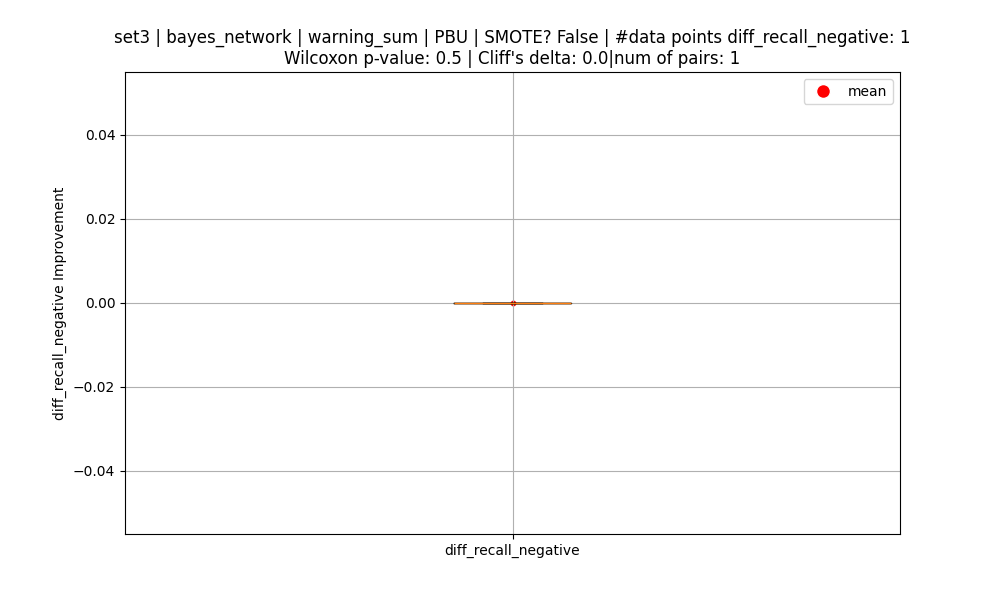 set3 | bayes_network | warning_sum | PBU | SMOTE? False | #data points diff_recall_negative: 1
Wilcoxon p-value: 0.5 | Cliff's delta: 0.0|num of pairs: 1
mean
0.04
0.02
0.00
−0.02
−0.04
diff_recall_negative Improvement
diff_recall_negative